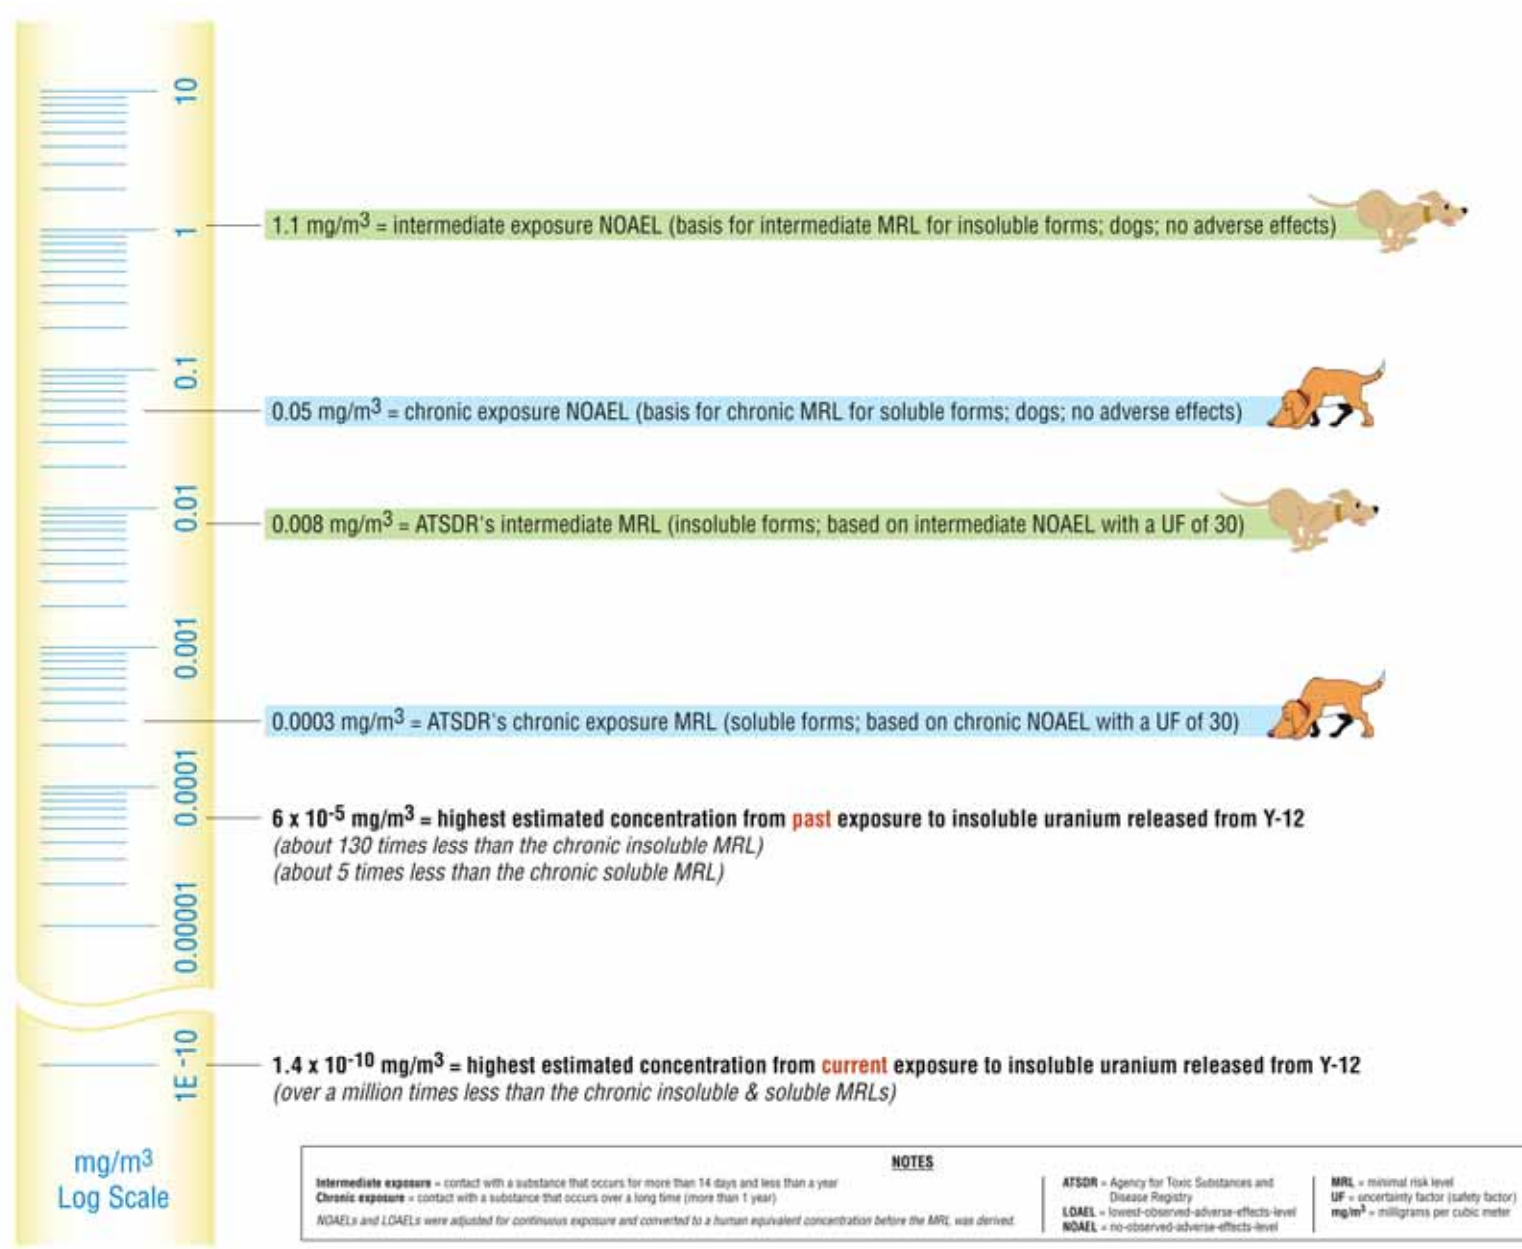 10
1
1.1 mg/m³ = intermediate exposure NOAEL (basis for intermediate MRL for insoluble forms; dogs; no adverse effects)
0.1
0.05 mg/m³ = chronic exposure NOAEL (basis for chronic MRL for soluble forms; dogs; no adverse effects)
0.01
0.008 mg/m³ = ATSDR's intermediate MRL (insoluble forms; based on intermediate NOAEL with a UF of 30)
0.001
0.0003 mg/m³ = ATSDR's chronic exposure MRL (soluble forms; based on chronic NOAEL with a UF of 30)
0.0001
6 x 10⁻⁵ mg/m³ = highest estimated concentration from past exposure to insoluble uranium released from Y-12
(about 130 times less than the chronic insoluble MRL)
(about 5 times less than the chronic soluble MRL)
0.00001
1E -10
1.4 x 10⁻¹⁰ mg/m³ = highest estimated concentration from current exposure to insoluble uranium released from Y-12
(over a million times less than the chronic insoluble & soluble MRLs)
mg/m³
Log Scale
NOTES
Intermediate exposure = contact with a substance that occurs for more than 14 days and less than a year
Chronic exposure = contact with a substance that occurs over a long time (more than 1 year)
NOAELs and LOAELs were adjusted for continuous exposure and converted to a human equivalent concentration before the MRL was derived.
ATSDR = Agency for Toxic Substances and
Disease Registry
LOAEL = lowest-observed-adverse-effects-level
NOAEL = no-observed-adverse-effects-level
MRL = minimal risk level
UF = uncertainty factor (safety factor)
mg/m³ = milligrams per cubic meter